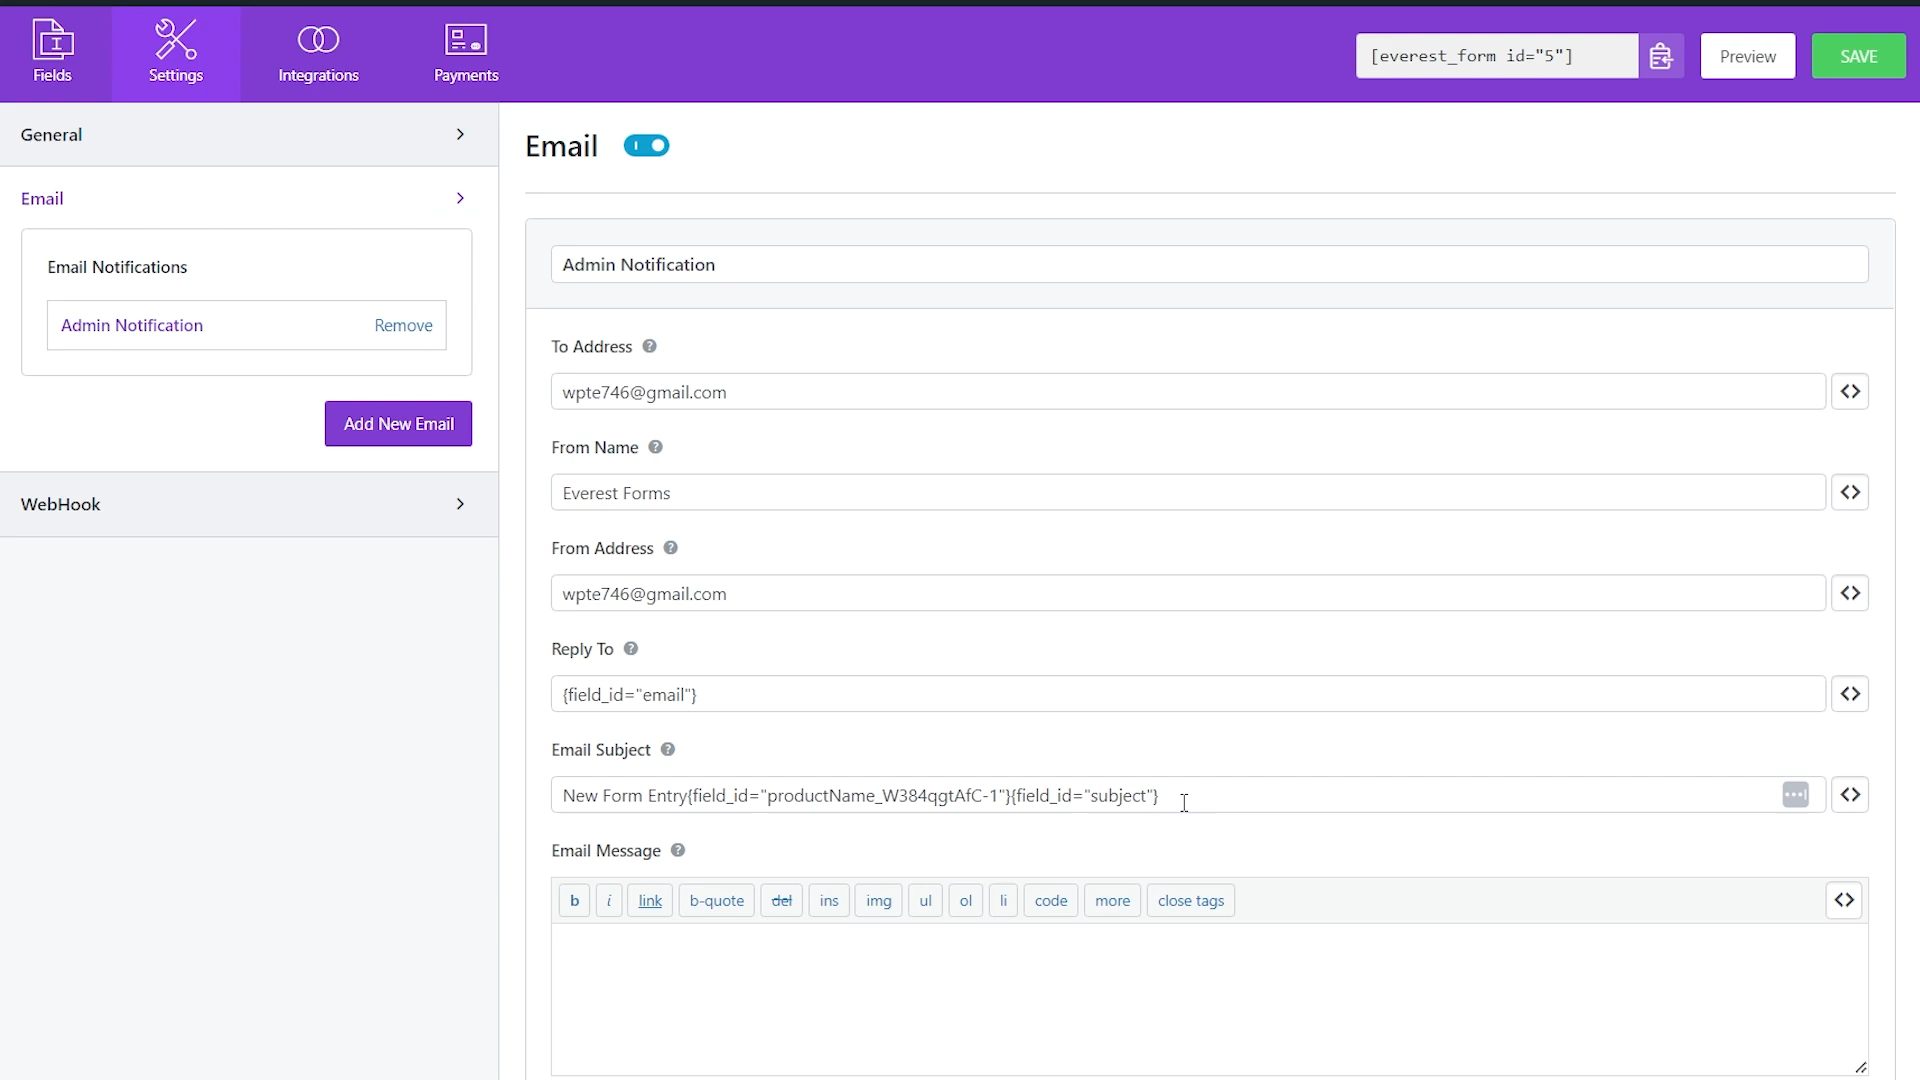 Fields
Settings
Integrations
Payments
[everest_form id="5"]
Preview
SAVE
General
Email
Email Notifications
Admin Notification
Remove
Add New Email
WebHook
Email
Admin Notification
To Address
wpte746@gmail.com
From Name
Everest Forms
From Address
wpte746@gmail.com
Reply To
{field_id="email"}
Email Subject
New Form Entry{field_id="productName_W384qgtAfC-1"}{field_id="subject"}
Email Message
b i link b-quote del ins img ul ol li code more close tags